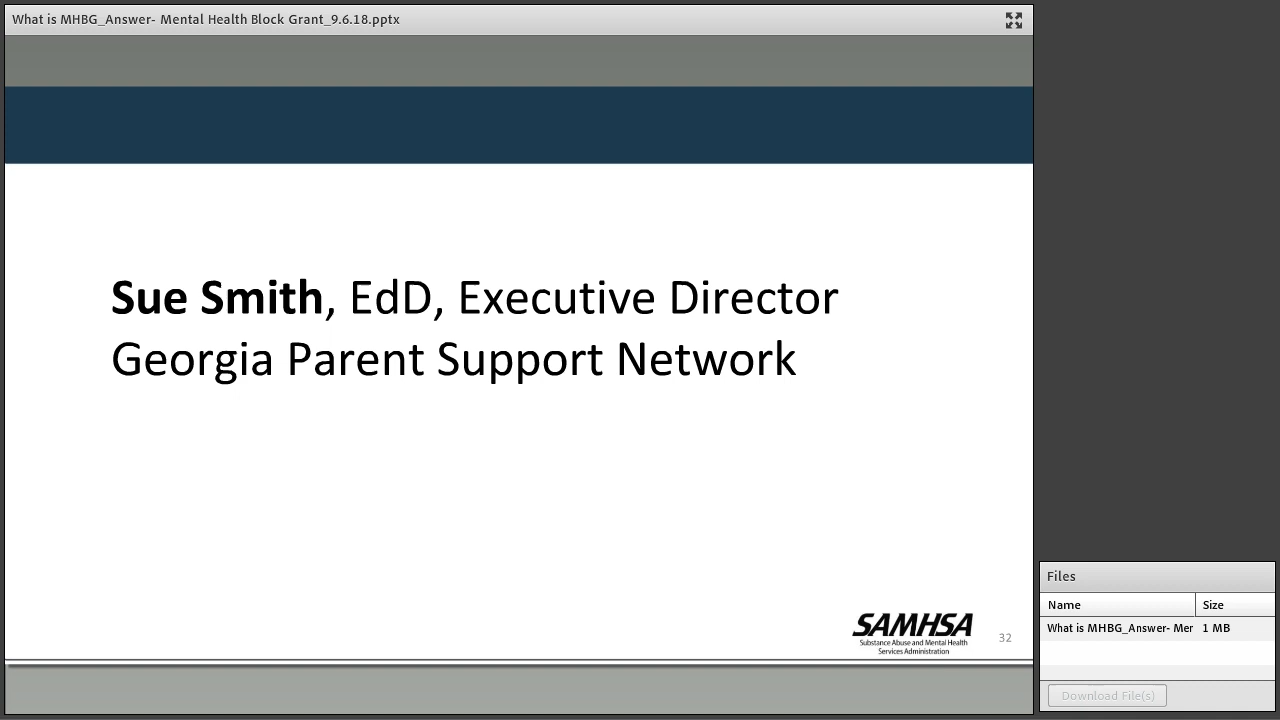 What is MHBG_Answer- Mental Health Block Grant_9.6.18.pptx
Sue Smith, EdD, Executive Director
Georgia Parent Support Network
SAMHSA
Substance Abuse and Mental Health
Services Administration
32
Files
Name Size
What is MHBG_Answer- Mer 1 MB
Download File(s)